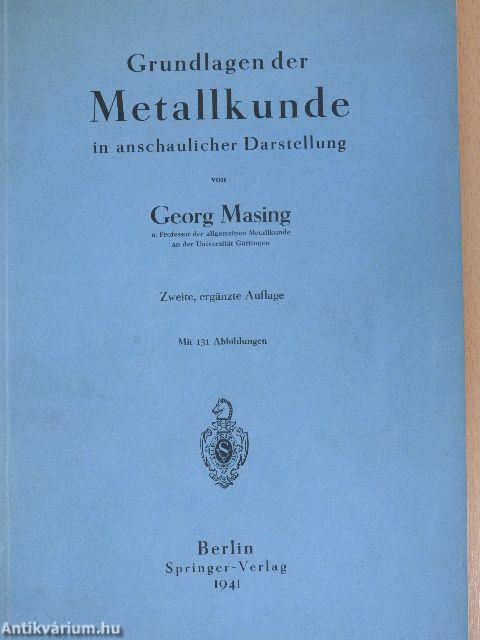 Grundlagen der
Metallkunde
in anschaulicher Darstellung
von
Georg Masing
o. Professor der allgemeinen Metallkunde
an der Universität Göttingen
Zweite, ergänzte Auflage
Mit 131 Abbildungen
S
Berlin
Springer-Verlag
1941
Antikvárium.hu